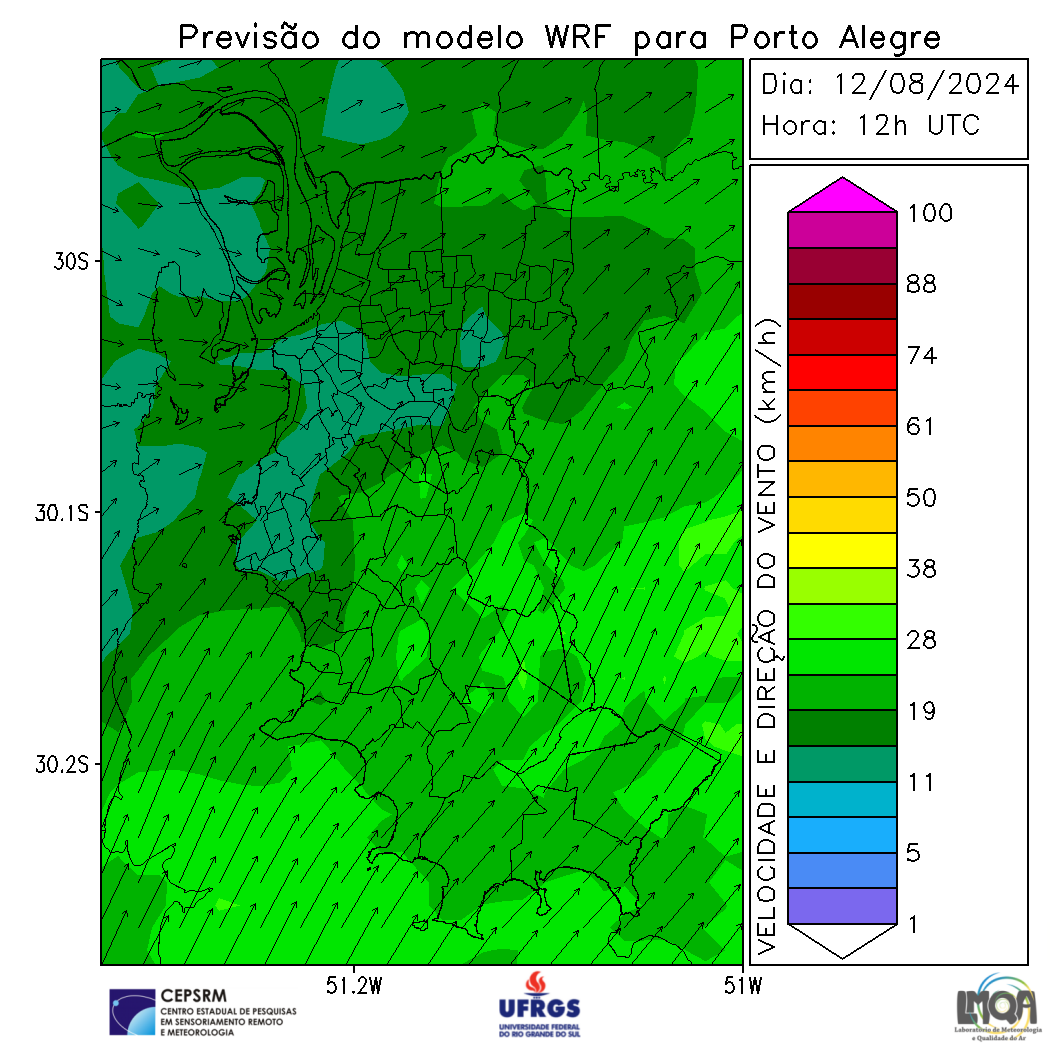 Previsão do modelo WRF para Porto Alegre
Dia: 12/08/2024
Hora: 12h UTC
30S
30.1S
30.2S
51.2W
51W
VELOCIDADE E DIREÇÃO DO VENTO (km/h)
100
88
74
61
50
38
28
19
11
5
1
CEPSRM
CENTRO ESTADUAL DE PESQUISAS
EM SENSORIAMENTO REMOTO
E METEOROLOGIA
UFRGS
UNIVERSIDADE FEDERAL
DO RIO GRANDE DO SUL
LMQA
Laboratório de Meteorologia
e Qualidade do Ar